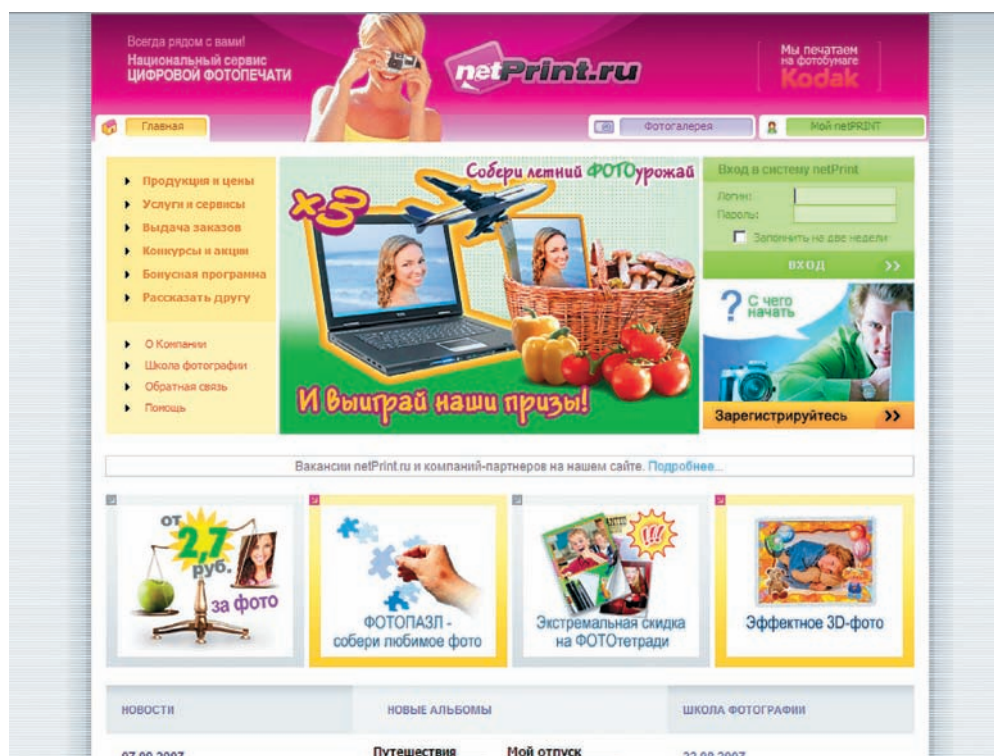 Всегда рядом с вами!
Национальный сервис
ЦИФРОВОЙ ФОТОПЕЧАТИ
netPrint.ru
Мы печатаем
на фотобумаге
Kodak
Главная
Фотогалерея
Мой netPRINT
Продукция и цены
Услуги и сервисы
Выдача заказов
Конкурсы и акции
Бонусная программа
Рассказать другу
О Компании
Школа фотографии
Обратная связь
Помощь
Собери летний ФОТОурожай
x3
И Выиграй наши призы!
Вход в систему netPrint
Логин:
Пароль:
Запомнить на две недели
ВХОД >>
? С чего
начать
Зарегистрируйтесь >>
Вакансии netPrint.ru и компаний-партнеров на нашем сайте. Подробнее...
от
2,7
руб.
за фото
ФОТОПАЗЛ -
собери любимое фото
!!!
Экстремальная скидка
на ФОТОтетради
Эффектное 3D-фото
НОВОСТИ
НОВЫЕ АЛЬБОМЫ
ШКОЛА ФОТОГРАФИИ
Путешествия
Мой отпуск